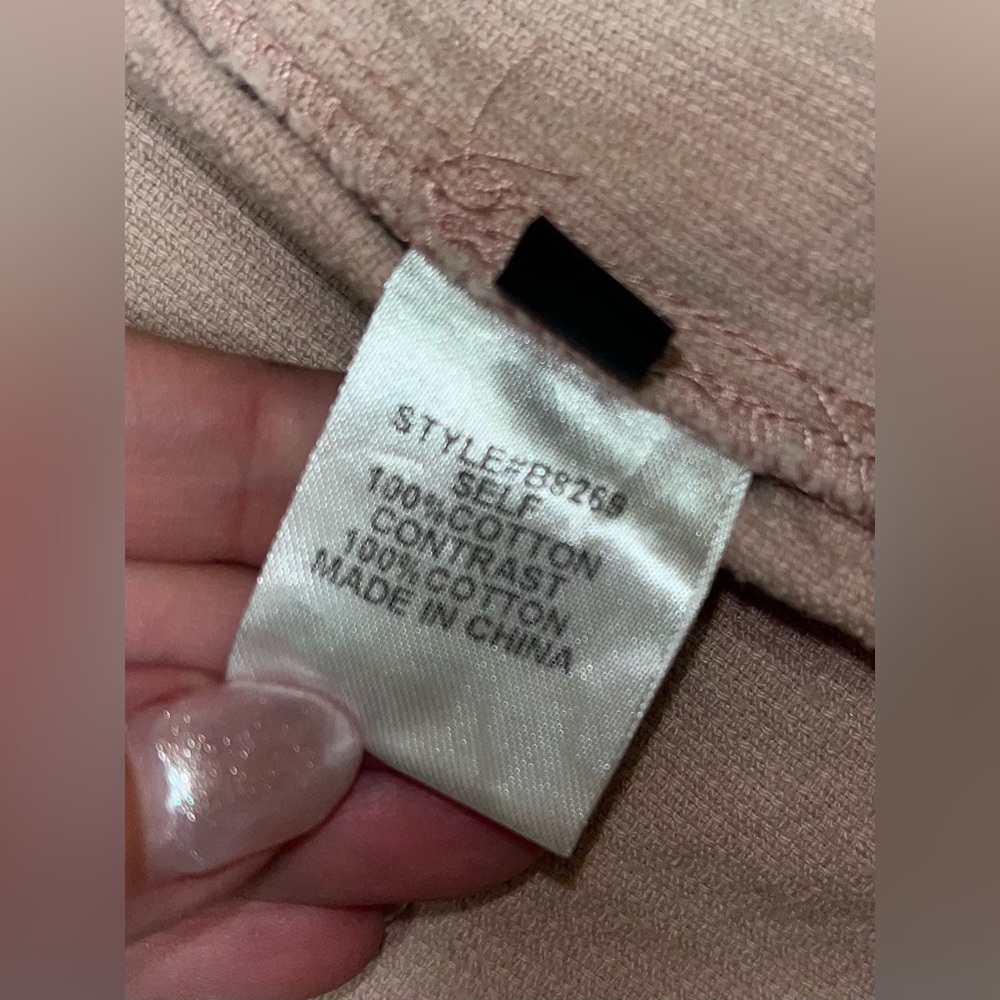 STYLE#B8269
SELF
100%COTTON
CONTRAST
100%COTTON
MADE IN CHINA